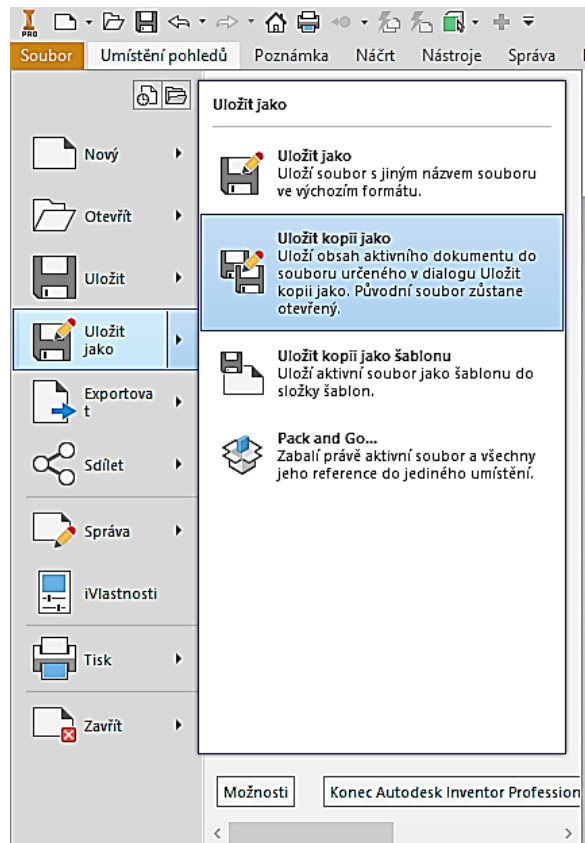 PRO
Soubor Umístění pohledů Poznámka Náčrt Nástroje Správa
Uložit jako
Nový
Otevřít
Uložit
Uložit
jako
Exportova
t
Sdílet
Správa
iVlastnosti
Tisk
Zavřít
Uložit jako
Uloží soubor s jiným názvem souboru
ve výchozím formátu.
Uložit kopii jako
Uloží obsah aktivního dokumentu do
souboru určeného v dialogu Uložit
kopii jako. Původní soubor zůstane
otevřený.
Uložit kopii jako šablonu
Uloží aktivní soubor jako šablonu do
složky šablon.
Pack and Go...
Zabalí právě aktivní soubor a všechny
jeho reference do jediného umístění.
Možnosti
Konec Autodesk Inventor Profession